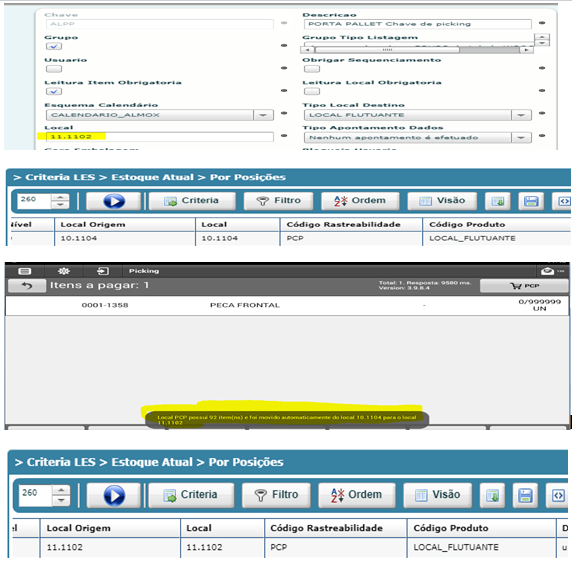 Chave
Descricao
ALPP
PORTA PALLET Chave de picking
Grupo
Grupo Tipo Listagem
Usuario
Obrigar Sequenciamento
Leitura Item Obrigatoria
Leitura Local Obrigatoria
Esquema Calendário
Tipo Local Destino
CALENDARIO_ALMOX
LOCAL FLUTUANTE
Local
Tipo Apontamento Dados
11.1102
Nenhum apontamento é efetuado
> Criteria LES > Estoque Atual > Por Posições
260 Criteria Filtro Ordem Visão
Nível Local Origem Local Código Rastreabilidade Código Produto
10.1104 10.1104 PCP LOCAL_FLUTUANTE
Picking
Itens a pagar: 1
Total: 1. Resposta: 9580 ms.
Version: 3.9.8.4
PCP
0001-1358 PECA FRONTAL - 0/999999
UN
Local PCP possui 92 item(ns) e foi movido automaticamente do local 10.1104 para o local
11.1102
> Criteria LES > Estoque Atual > Por Posições
260 Criteria Filtro Ordem Visão
Local Origem Local Código Rastreabilidade Código Produto D
11.1102 11.1102 PCP LOCAL_FLUTUANTE u